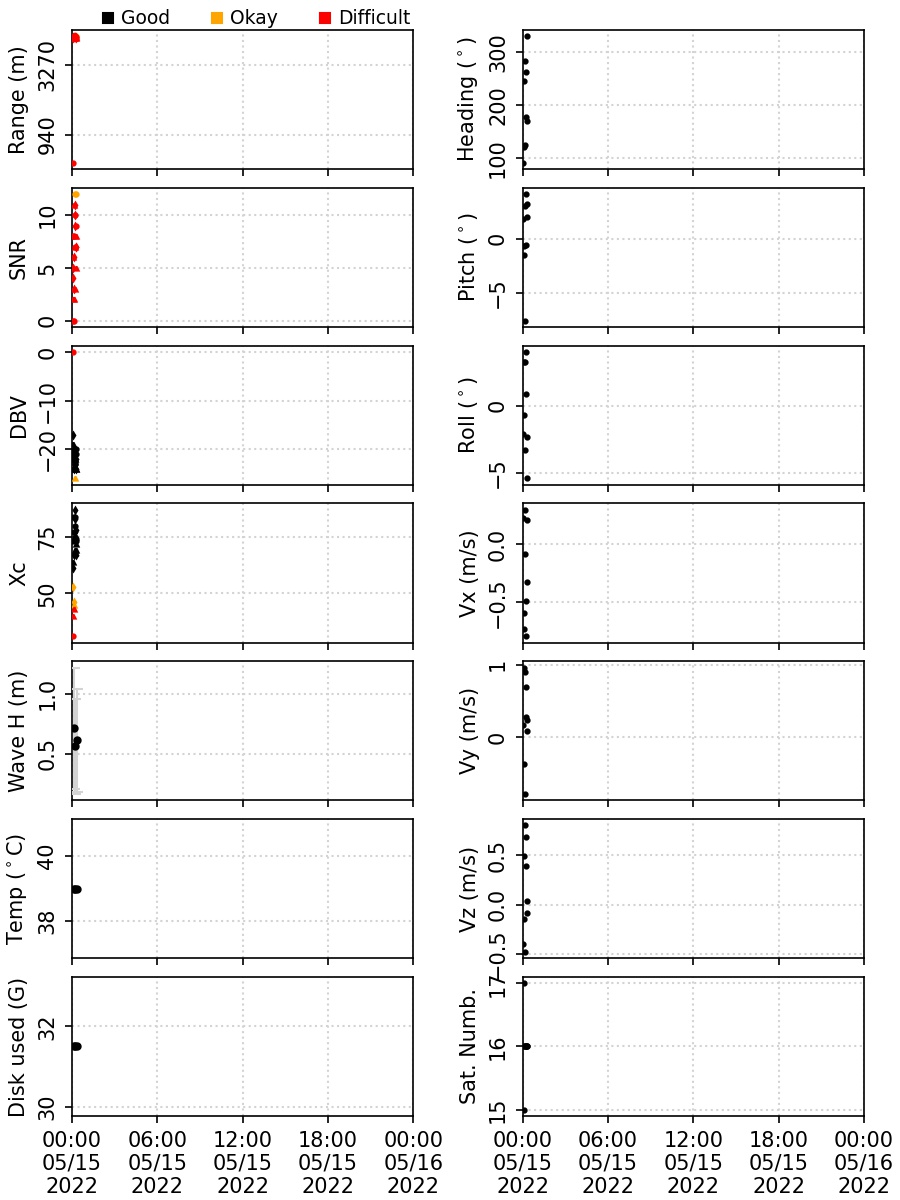 Good Okay Difficult
Range (m)
3270
940
Heading (°)
300
200
100
SNR
10
5
0
Pitch (°)
0
−5
DBV
0
−10
−20
Roll (°)
0
−5
Xc
75
50
Vx (m/s)
0.0
−0.5
Wave H (m)
1.0
0.5
Vy (m/s)
1
0
Temp (°C)
40
38
Vz (m/s)
0.5
0.0
−0.5
Disk used (G)
32
30
Sat. Numb.
17
16
15
00:00 06:00 12:00 18:00 00:00
05/15 05/15 05/15 05/15 05/16
2022 2022 2022 2022 2022
00:00 06:00 12:00 18:00 00:00
05/15 05/15 05/15 05/15 05/16
2022 2022 2022 2022 2022